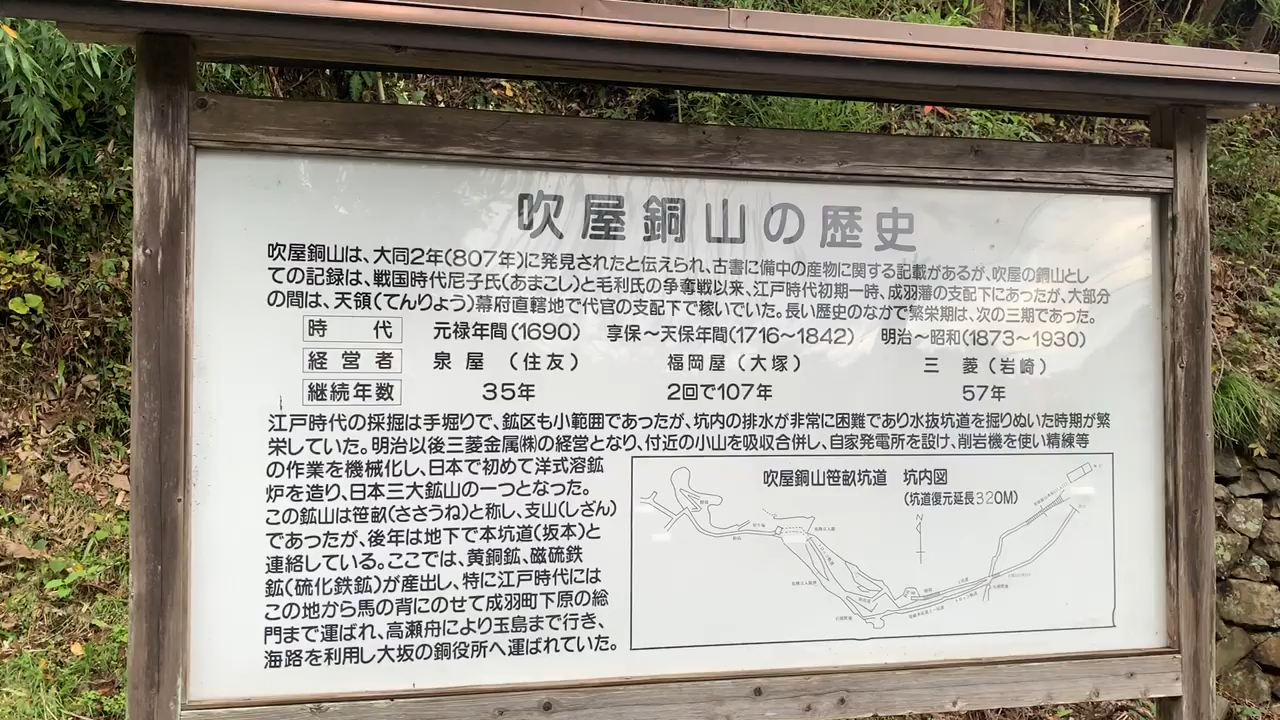 吹屋銅山の歴史
吹屋銅山は、大同2年(807年)に発見されたと伝えられ、古書に備中の産物に関する記載があるが、吹屋の銅山とし
ての記録は、戦国時代尼子氏(あまこし)と毛利氏の争奪戦以来、江戸時代初期一時、成羽藩の支配下にあったが、大部分
の間は、天領(てんりょう)幕府直轄地で代官の支配下で稼いでいた。長い歴史のなかで繁栄期は、次の三期であった。
時 代 元禄年間(1690) 享保〜天保年間(1716〜1842) 明治〜昭和(1873〜1930)
経営者 泉屋(住友) 福岡屋(大塚) 三菱(岩崎)
継続年数 35年 2回で107年 57年
江戸時代の採掘は手堀りで、鉱区も小範囲であったが、坑内の排水が非常に困難であり水抜坑道を掘りぬいた時期が繁
栄していた。明治以後三菱金属㈱の経営となり、付近の小山を吸収合併し、自家発電所を設け、削岩機を使い精練等
の作業を機械化し、日本で初めて洋式溶鉱
炉を造り、日本三大鉱山の一つとなった。
この鉱山は笹畝(ささうね)と称し、支山(しざん)
であったが、後年は地下で本坑道(坂本)と
連絡している。ここでは、黄銅鉱、磁硫鉄
鉱(硫化鉄鉱)が産出し、特に江戸時代には
この地から馬の背にのせて成羽町下原の総
門まで運ばれ、高瀬舟により玉島まで行き、
海路を利用し大坂の銅役所へ運ばれていた。
吹屋銅山笹畝坑道 坑内図
(坑道復元延長320M)
N